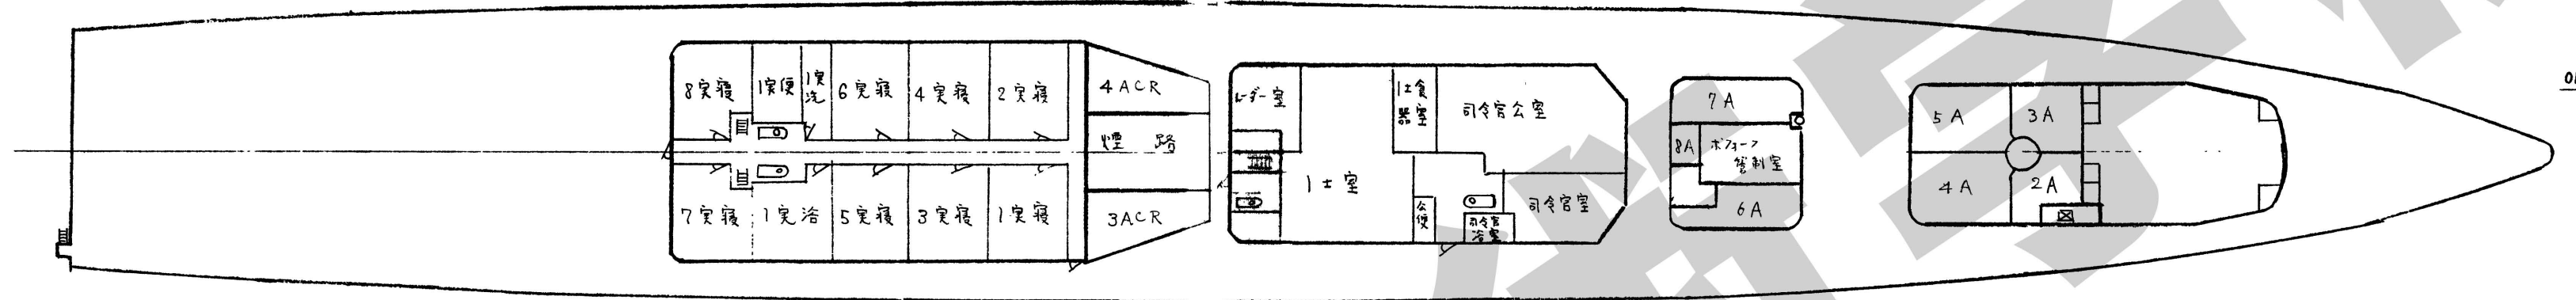 8実寝
1実便
1実
洗
6実寝
4実寝
2実寝
4ACR
レーダー室
1士食
器室
司令官公室
7A
5A
3A
煙 路
8A
ボフォース
管制室
1士室
4A
2A
7実寝
1実浴
5実寝
3実寝
1実寝
3ACR
公
便
司令官
浴室
司令官室
6A